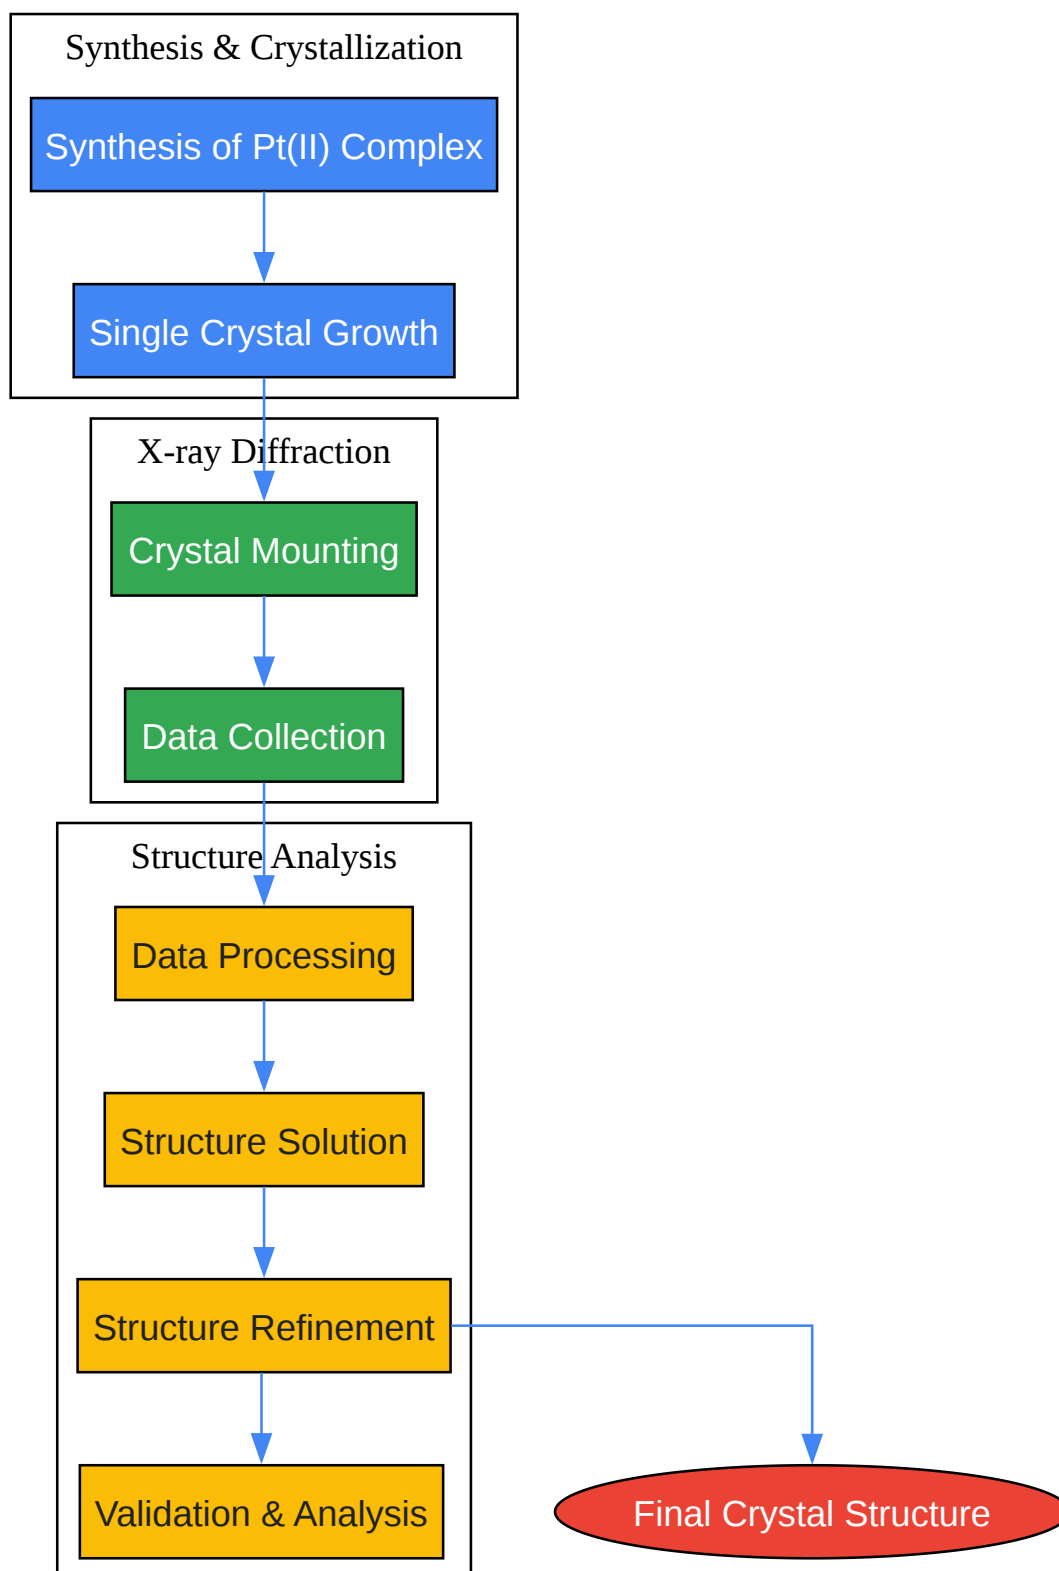 Synthesis & Crystallization
Synthesis of Pt(II) Complex
Single Crystal Growth
X-ray Diffraction
Crystal Mounting
Data Collection
Structure Analysis
Data Processing
Structure Solution
Structure Refinement
Validation & Analysis
Final Crystal Structure